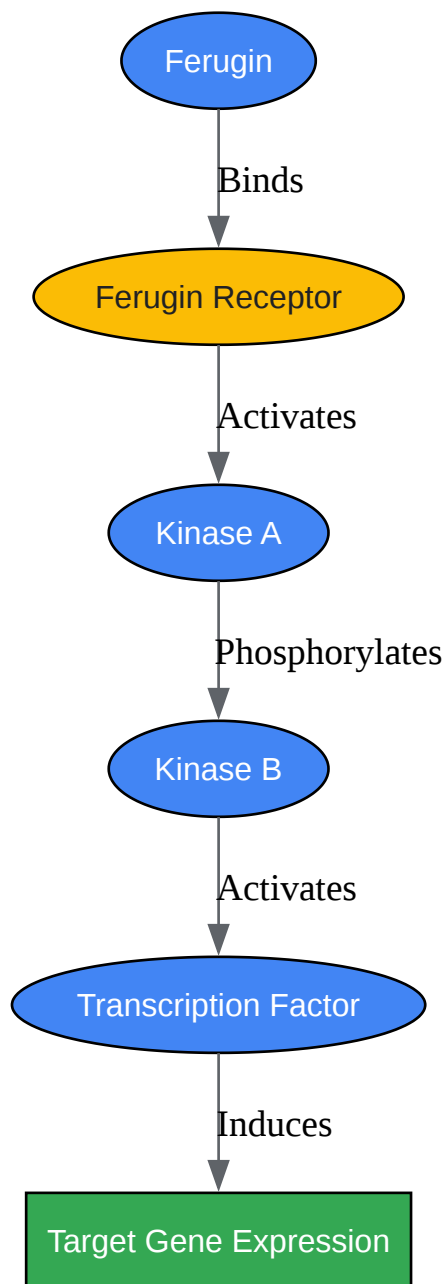 Ferugin
Binds
Ferugin Receptor
Activates
Kinase A
Phosphorylates
Kinase B
Activates
Transcription Factor
Induces
Target Gene Expression